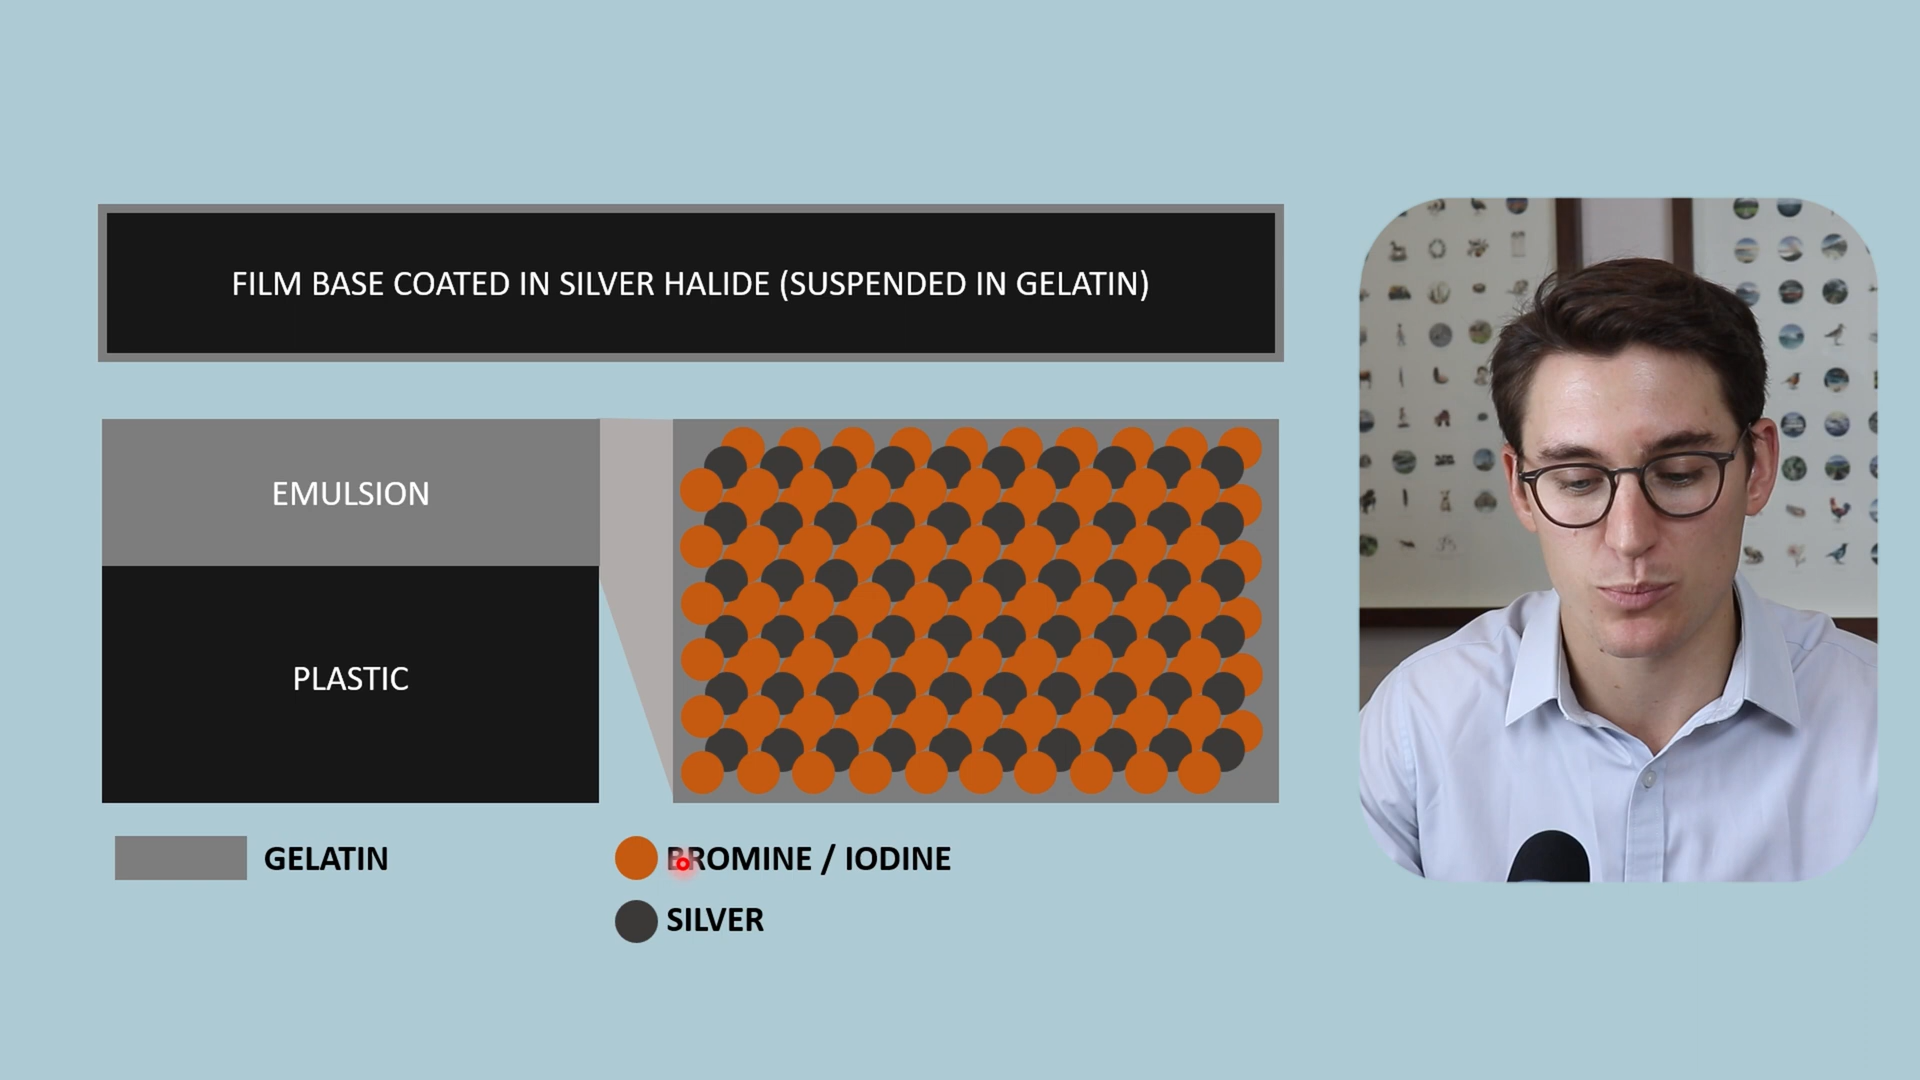 FILM BASE COATED IN SILVER HALIDE (SUSPENDED IN GELATIN)
EMULSION
PLASTIC
GELATIN
BROMINE / IODINE
SILVER